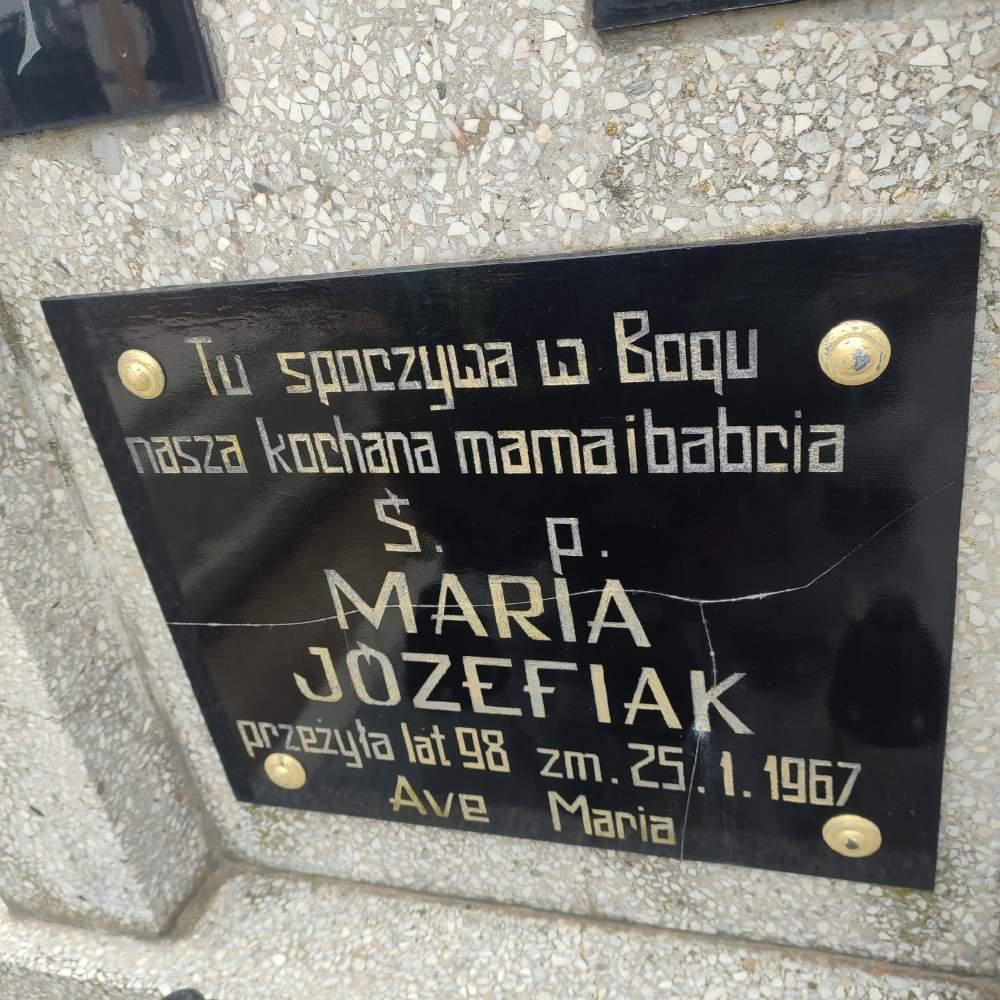 Tu spoczywa w Bogu
nasza kochana mama i babcia
Ś. p.
MARIA
JÓZEFIAK
przeżyła lat 98 zm. 25.1.1967
Ave Maria